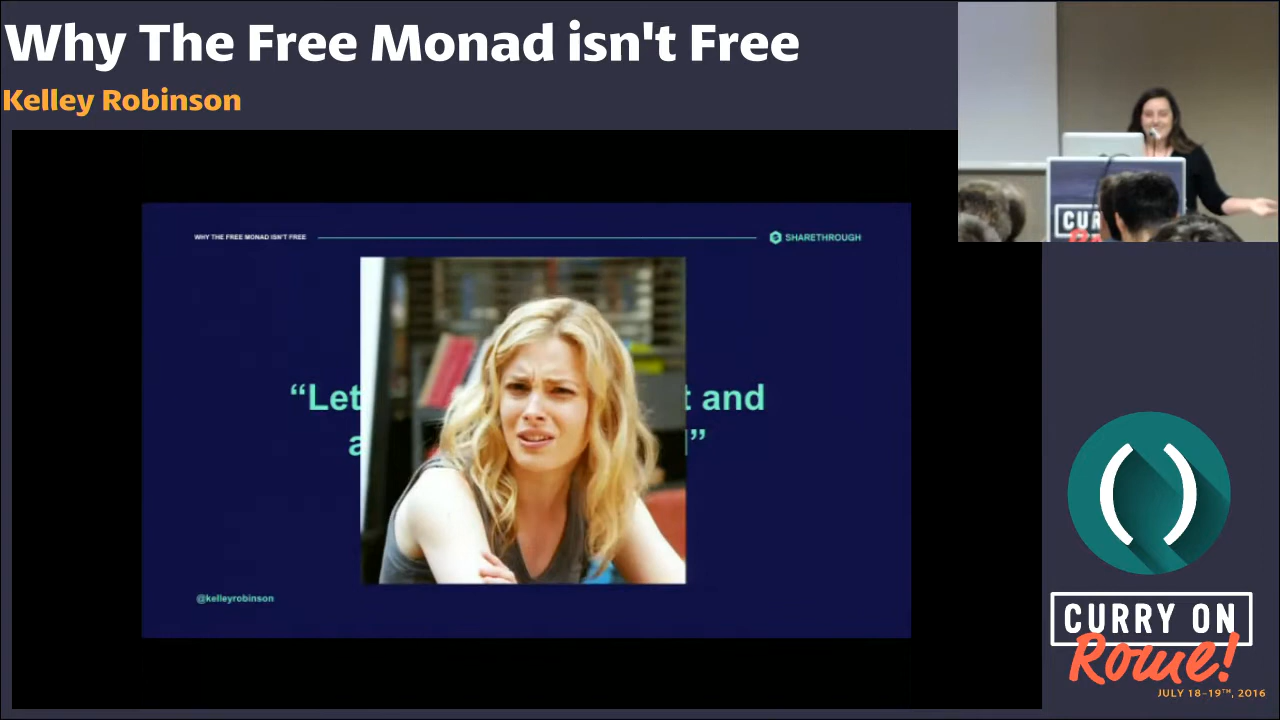 Why The Free Monad isn't Free
Kelley Robinson
WHY THE FREE MONAD ISN'T FREE
SHARETHROUGH
“Let and
”
@kelleyrobinson
CUR
CURRY ON
Rome!
JULY 18-19TH, 2016